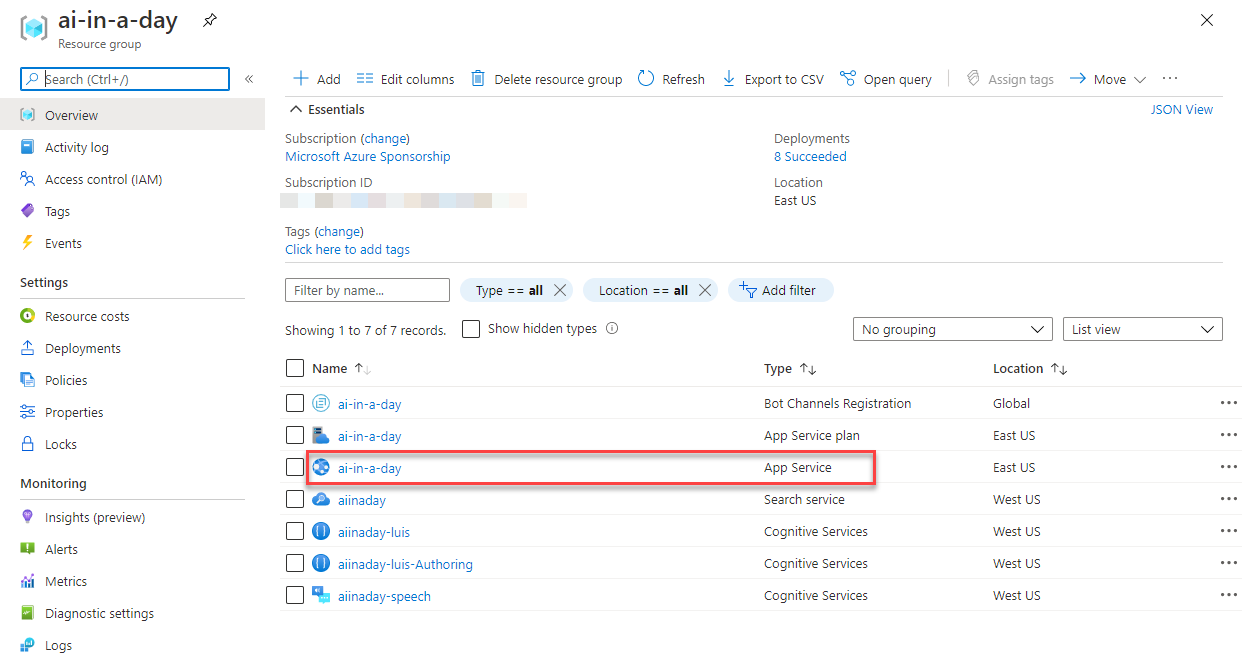 ai-in-a-day
Resource group
Search (Ctrl+/)
«
Overview
Activity log
Access control (IAM)
Tags
Events
Settings
Resource costs
Deployments
Policies
Properties
Locks
Monitoring
Insights (preview)
Alerts
Metrics
Diagnostic settings
Logs
Add Edit columns Delete resource group Refresh Export to CSV Open query Assign tags Move ···
Essentials JSON View
Subscription (change) Deployments
Microsoft Azure Sponsorship 8 Succeeded
Subscription ID Location
East US
Tags (change)
Click here to add tags
Filter by name... Type == all Location == all Add filter
Showing 1 to 7 of 7 records. Show hidden types No grouping List view
Name Type Location
ai-in-a-day Bot Channels Registration Global ···
ai-in-a-day App Service plan East US ···
ai-in-a-day App Service East US ···
aiinaday Search service West US ···
aiinaday-luis Cognitive Services West US ···
aiinaday-luis-Authoring Cognitive Services West US ···
aiinaday-speech Cognitive Services West US ···